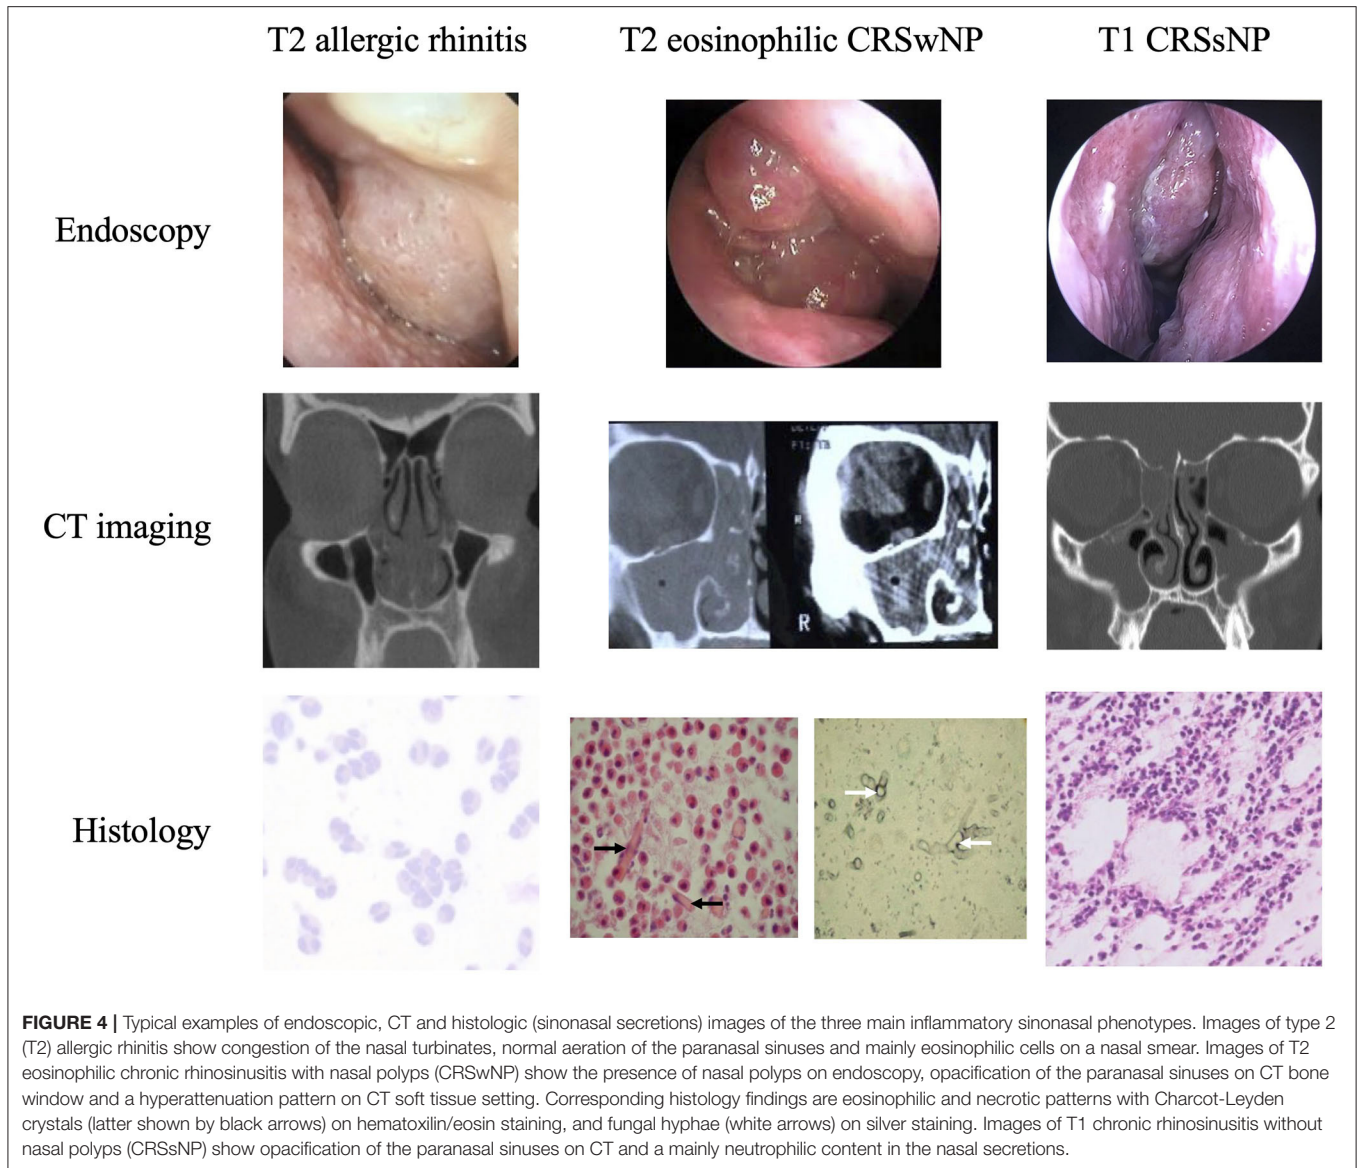 T2 allergic rhinitis
T2 eosinophilic CRSwNP
T1 CRSsNP
Endoscopy
CT imaging
R
Histology
FIGURE 4 | Typical examples of endoscopic, CT and histologic (sinonasal secretions) images of the three main inflammatory sinonasal phenotypes. Images of type 2
(T2) allergic rhinitis show congestion of the nasal turbinates, normal aeration of the paranasal sinuses and mainly eosinophilic cells on a nasal smear. Images of T2
eosinophilic chronic rhinosinusitis with nasal polyps (CRSwNP) show the presence of nasal polyps on endoscopy, opacification of the paranasal sinuses on CT bone
window and a hyperattenuation pattern on CT soft tissue setting. Corresponding histology findings are eosinophilic and necrotic patterns with Charcot-Leyden
crystals (latter shown by black arrows) on hematoxilin/eosin staining, and fungal hyphae (white arrows) on silver staining. Images of T1 chronic rhinosinusitis without
nasal polyps (CRSsNP) show opacification of the paranasal sinuses on CT and a mainly neutrophilic content in the nasal secretions.